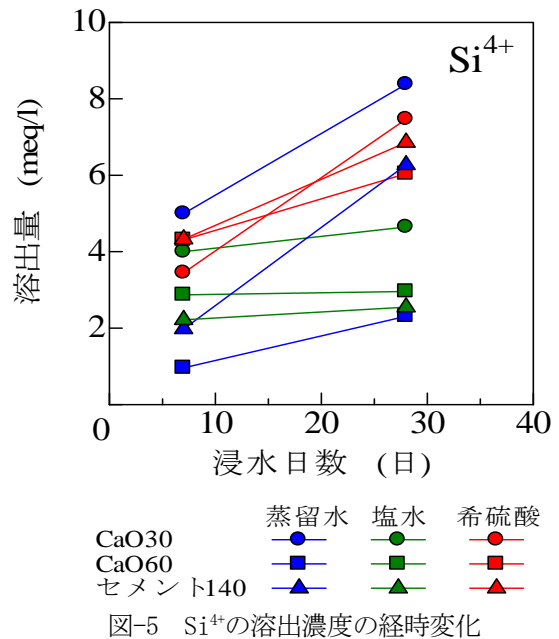 10
Si⁴⁺
8
6
4
2
0
10
20
30
40
溶出量 (meq/l)
浸水日数 (日)
蒸留水 塩水 希硫酸
CaO30
CaO60
セメント140
図-5 Si⁴⁺の溶出濃度の経時変化